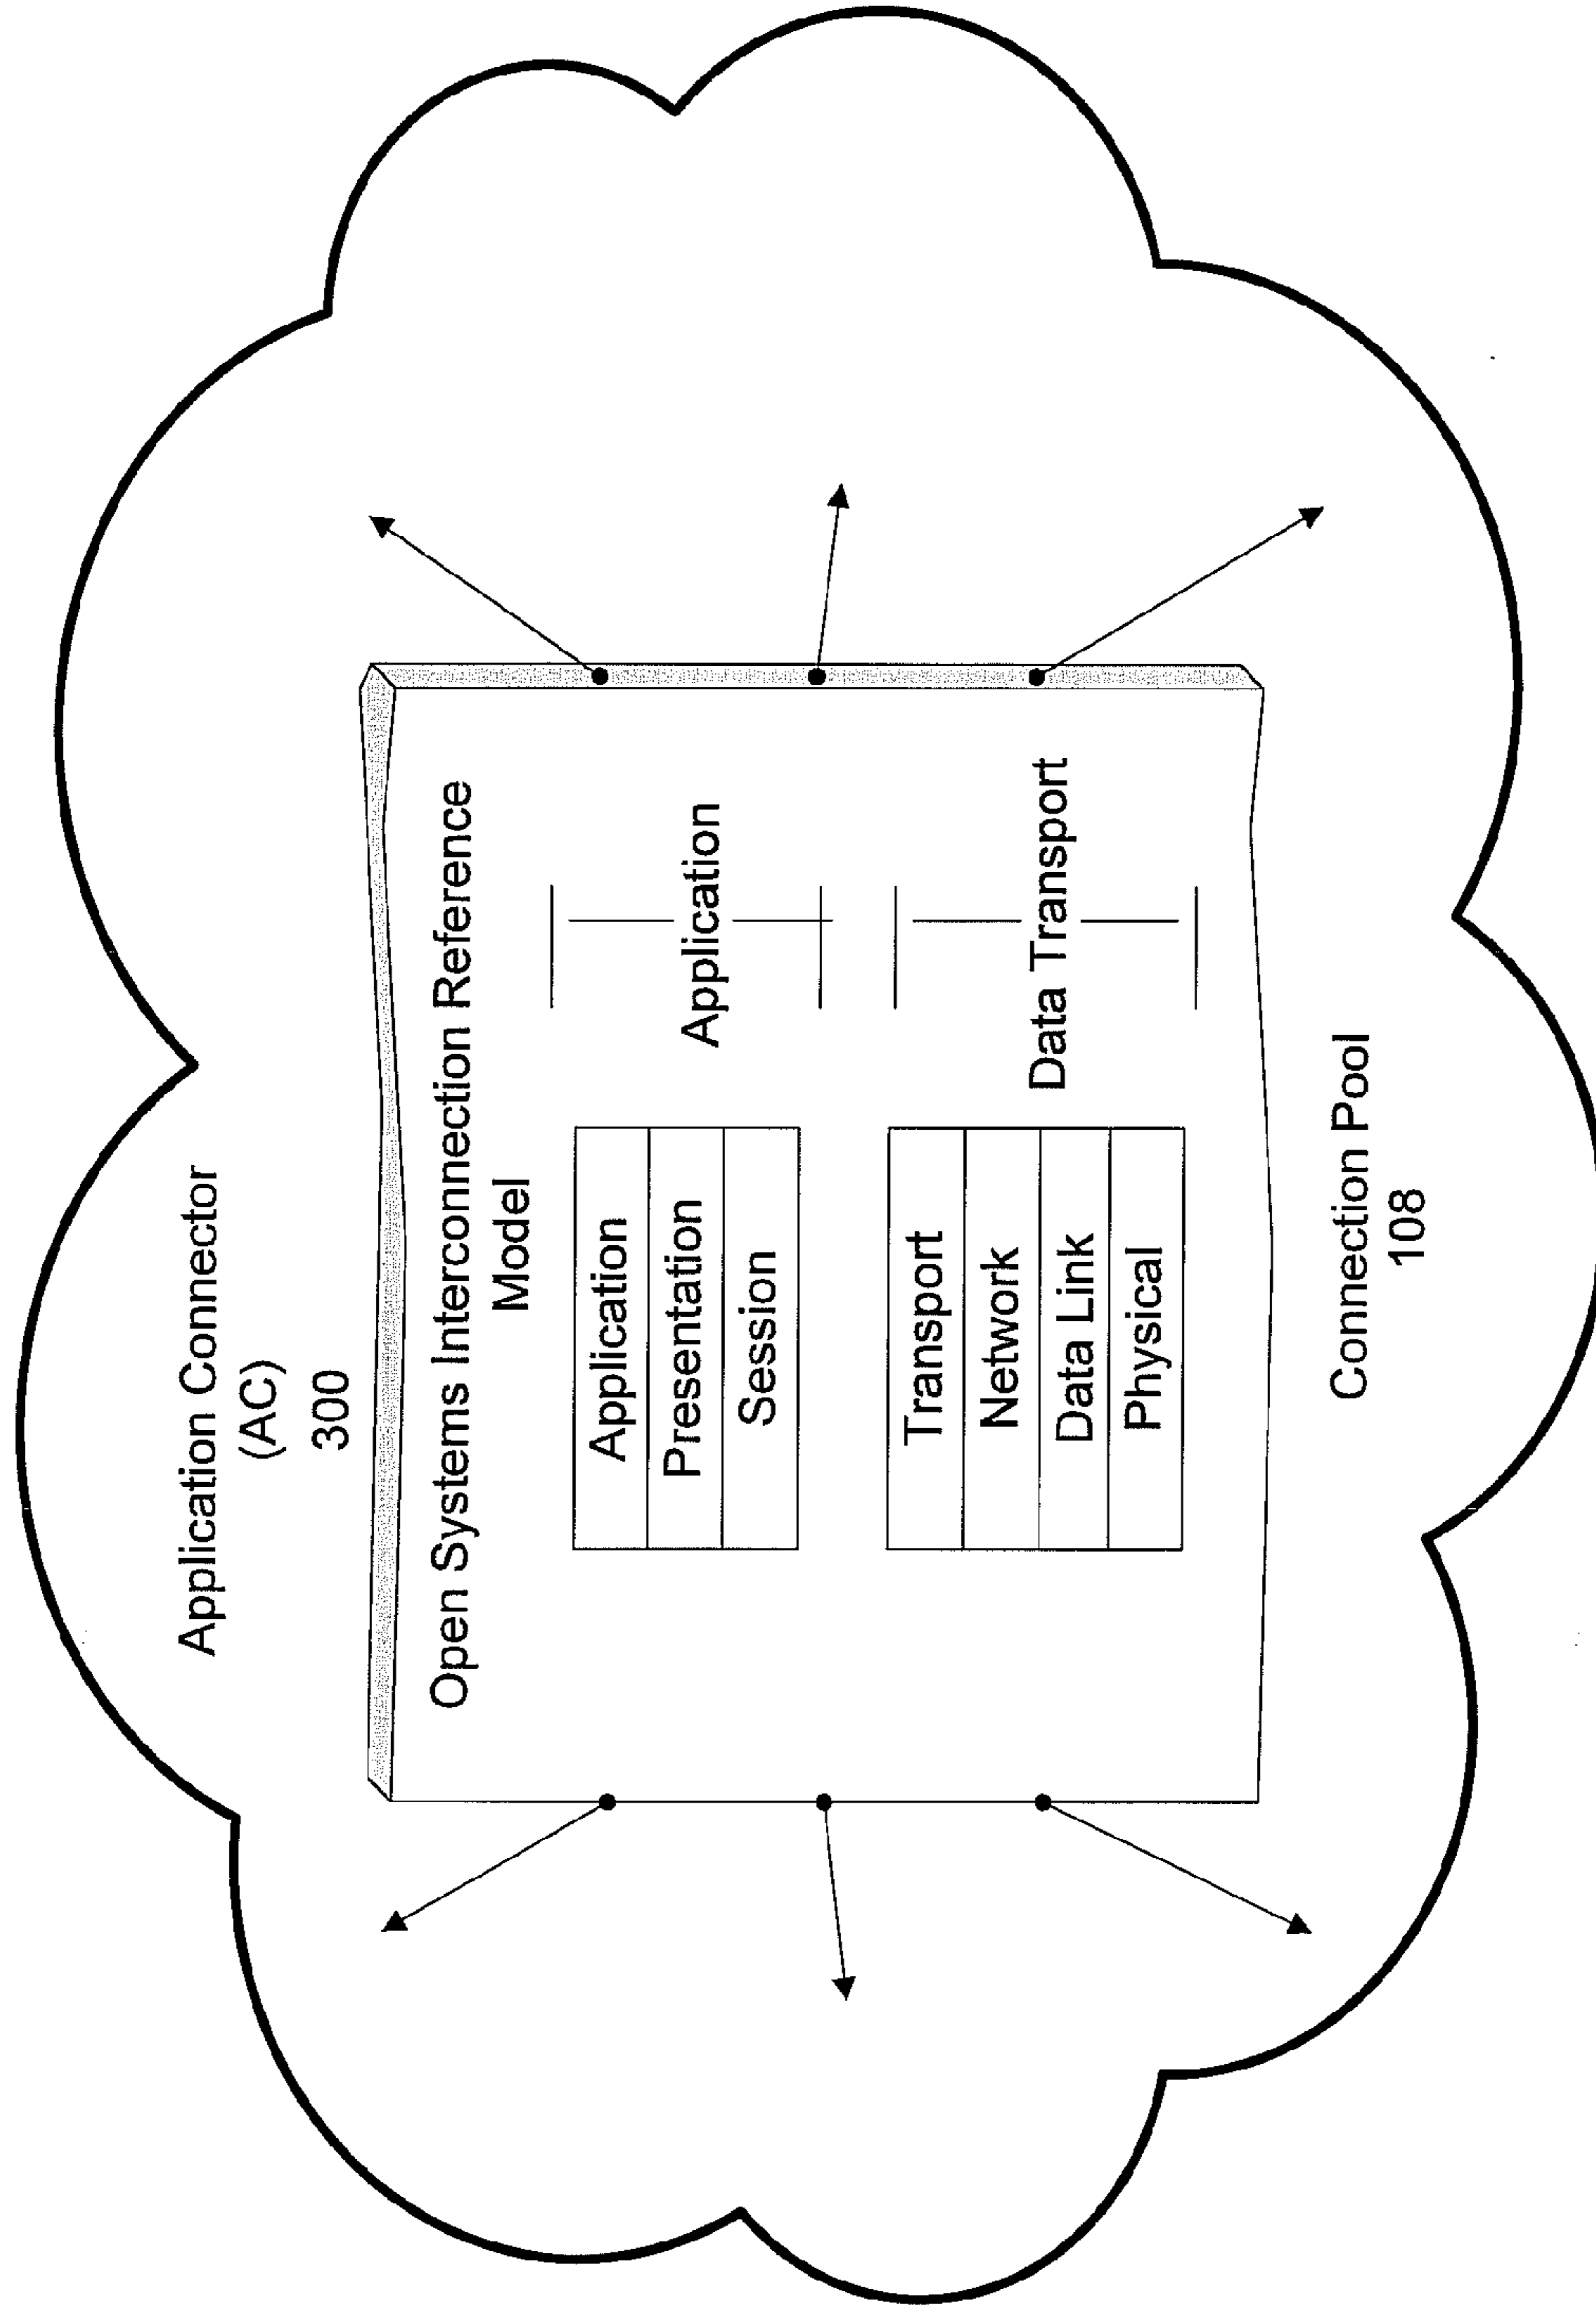 Application Connector
(AC)
300
Open Systems Interconnection Reference
Model
Application
Presentation
Session
Application
Transport
Network
Data Link
Physical
Data Transport
Connection Pool
108